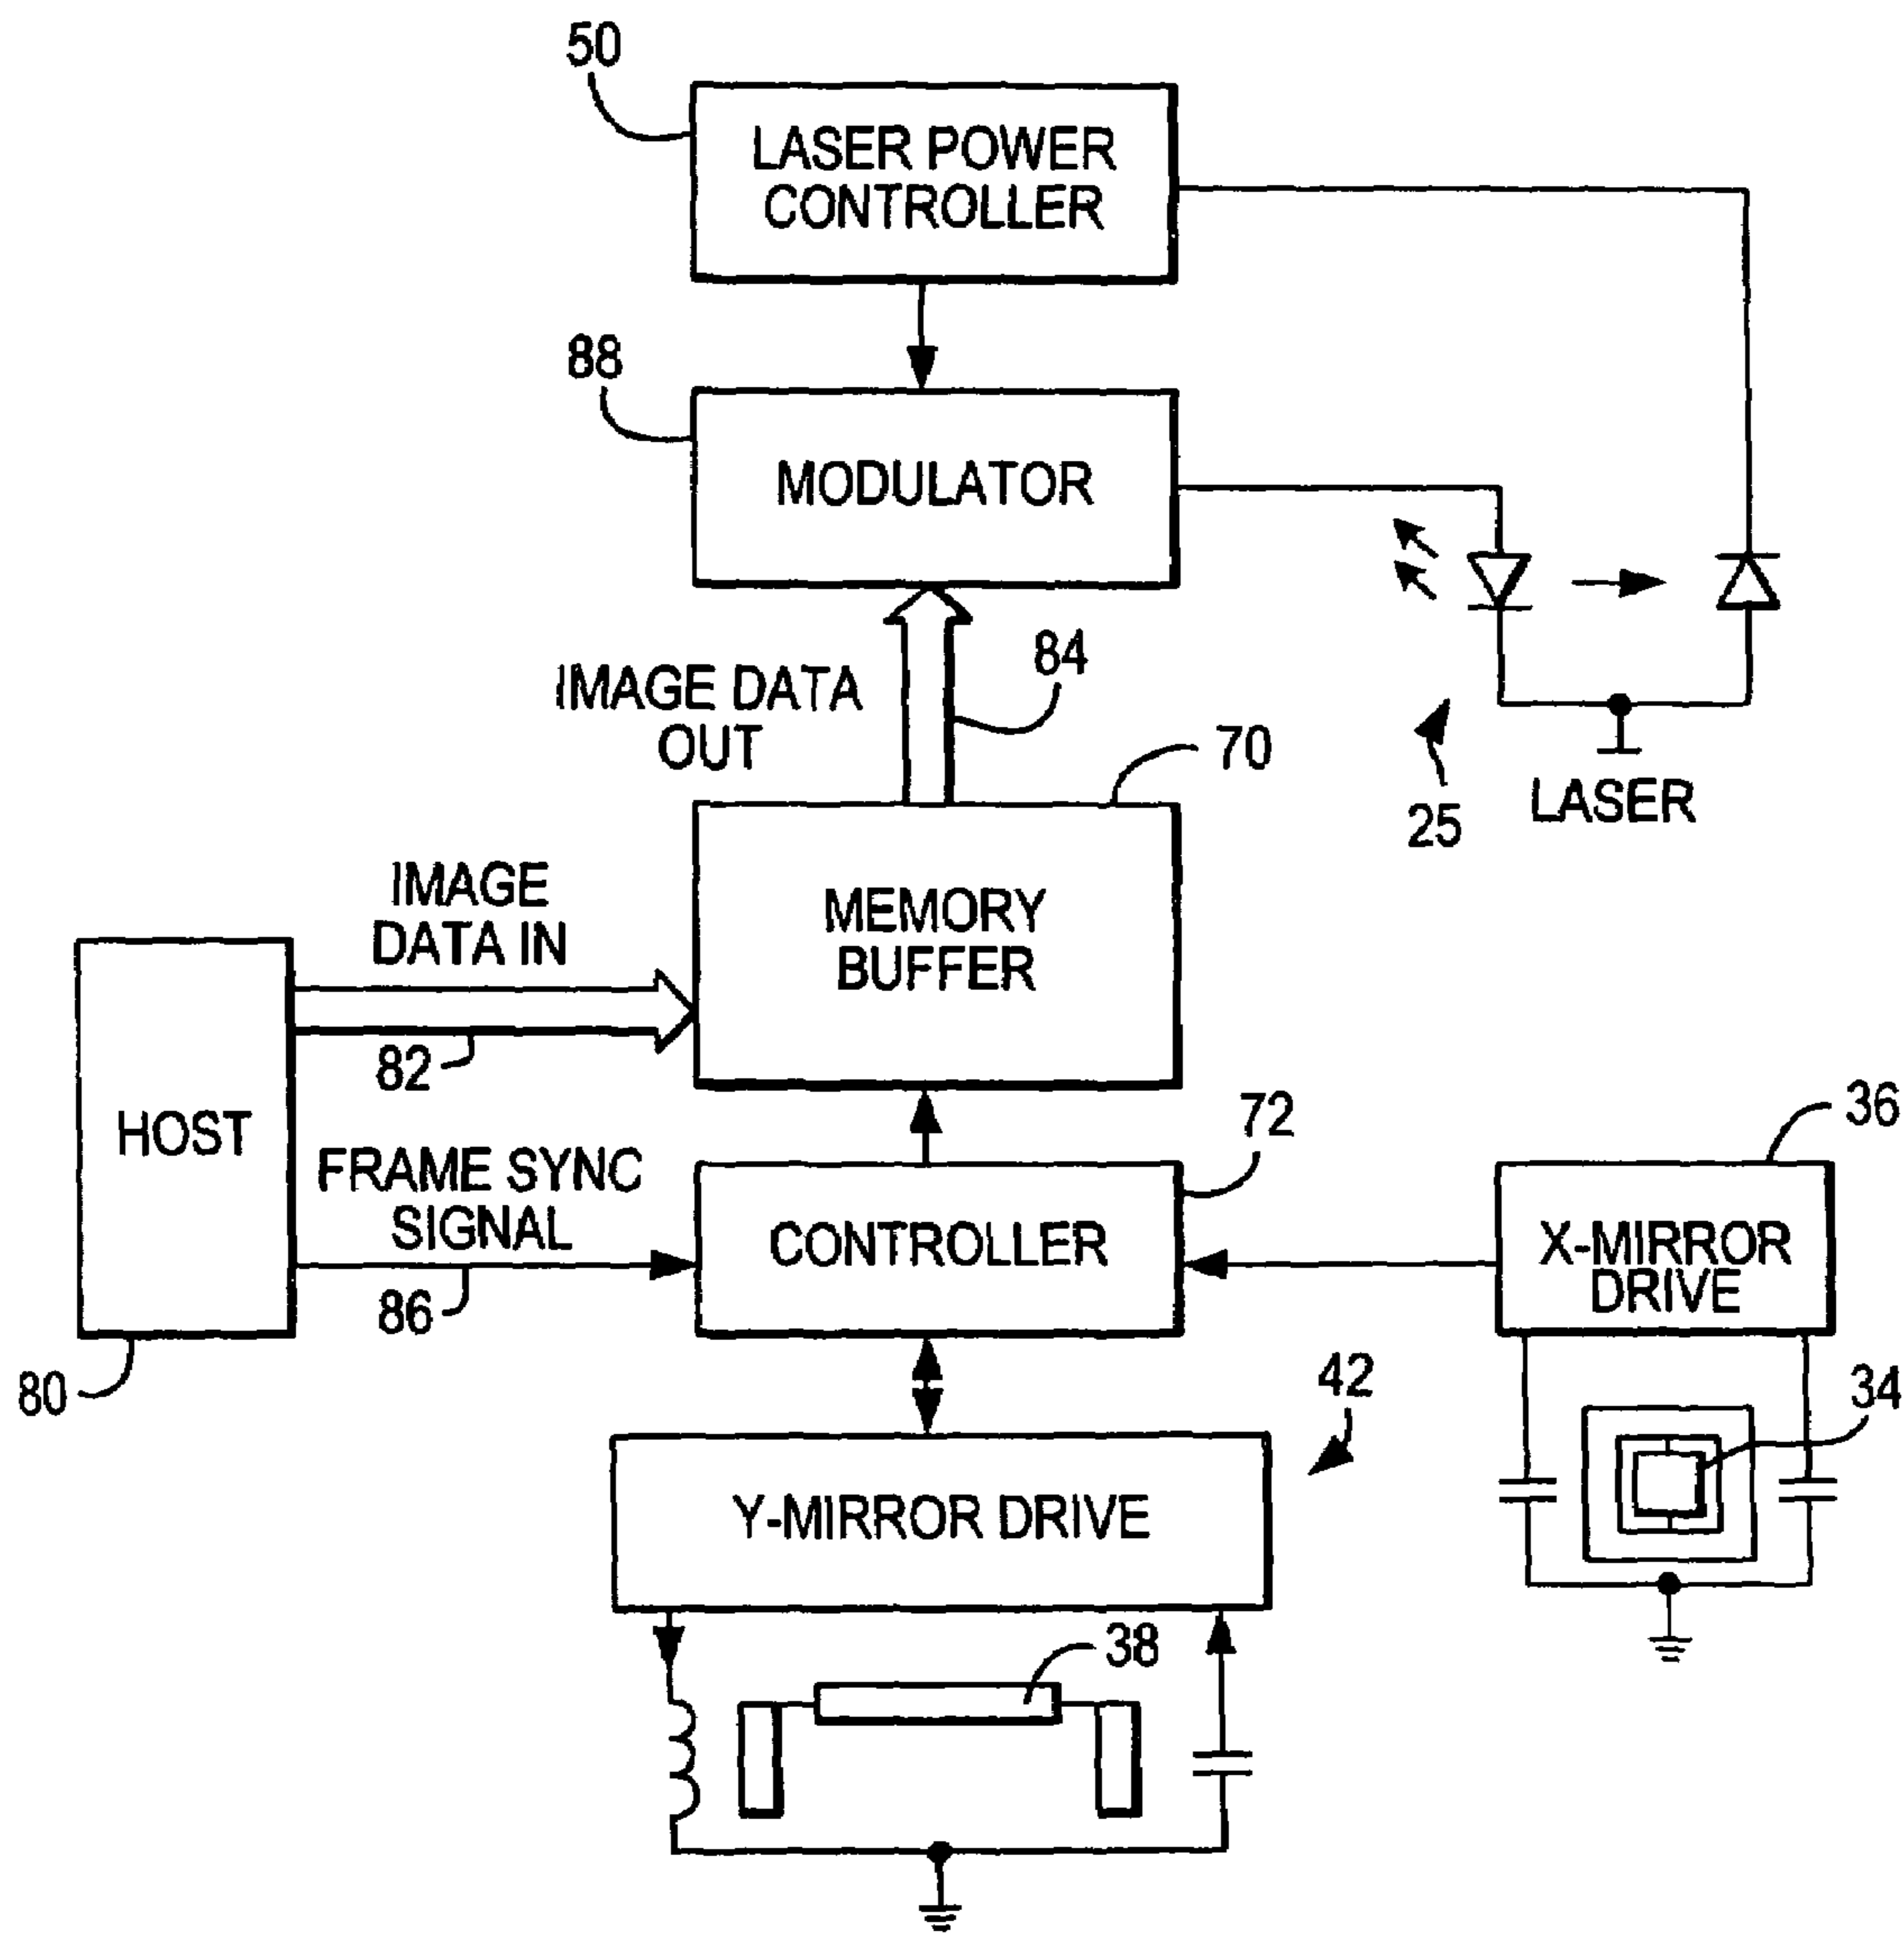 50
LASER POWER
CONTROLLER
88
MODULATOR
84
IMAGE DATA
OUT
70
25
LASER
IMAGE
DATA IN
MEMORY
BUFFER
82
HOST
72
36
FRAME SYNC
SIGNAL
CONTROLLER
X-MIRROR
DRIVE
86
80
42
34
Y-MIRROR DRIVE
38